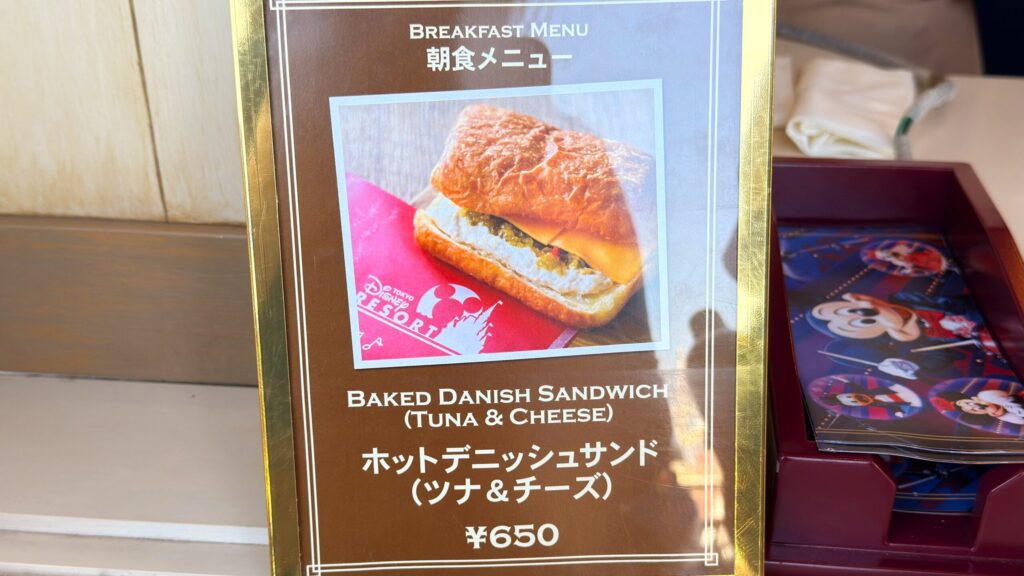 BREAKFAST MENU
朝食メニュー
TOKYO
Disney
RESORT
BAKED DANISH SANDWICH
(TUNA & CHEESE)
ホットデニッシュサンド
(ツナ&チーズ)
¥650